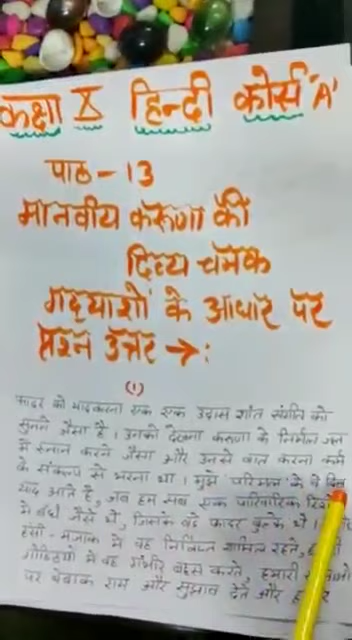 कक्षा X हिन्दी कोर्स 'A'
पाठ - 13
मानवीय करुणा की
दिव्य चमक
गद्याशों के आधार पर
प्रश्न उत्तर →:
(1)
फादर को याद करना एक उदास शांत संगीत को
सुनने जैसा है। उनको देखना करुणा के निर्मल जल
में स्नान करने जैसा और उनसे बात करना कर्म
के संकल्प से भरना था। मुझे 'परिमल' के वे दिन
याद आते है, जब हम सब एक पारिवारिक
में बंधे जैसे थे, जिसके बड़े फादर बुल्के थे।
हंसी-मजाक में वह निर्लिप्त शामिल रहते,
गोष्ठियों में वह गंभीर बहस करते, हमारी
पर बेबाक राय और सुझाव देते और